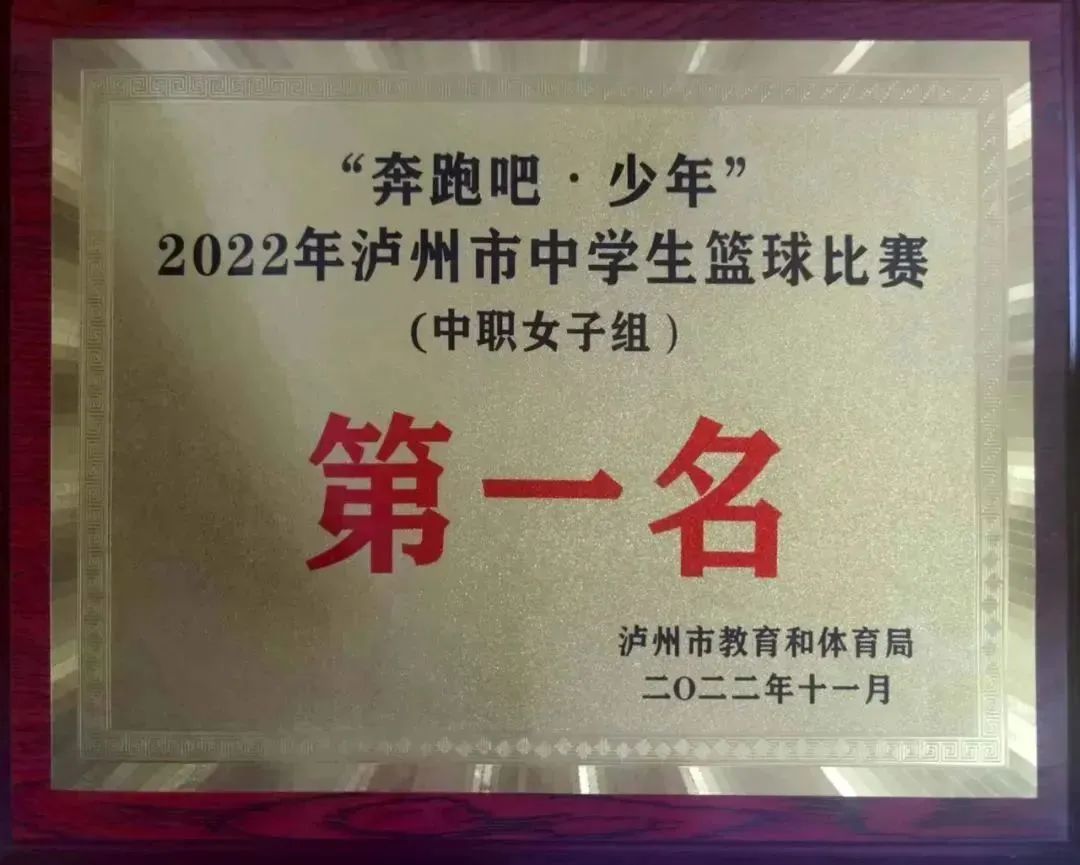 “奔跑吧·少年”
2022年泸州市中学生篮球比赛
(中职女子组)
第一名
泸州市教育和体育局
二〇二二年十一月